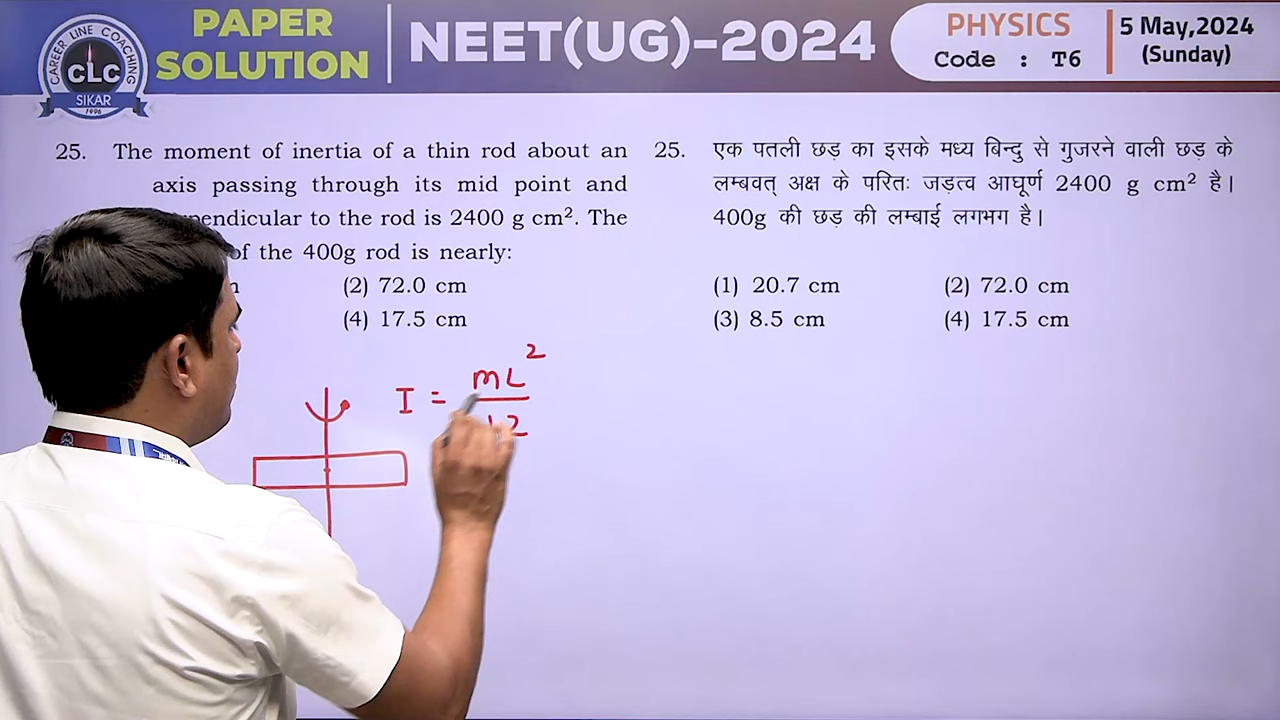 CAREER LINE COACHING
CLC
SIKAR
1996
PAPER
SOLUTION
NEET(UG)-2024
PHYSICS
Code : T6
5 May,2024
(Sunday)
25. The moment of inertia of a thin rod about an
axis passing through its mid point and
to the rod is 2400 g cm². The
of the 400g rod is nearly:
(2) 72.0 cm
(4) 17.5 cm
25. एक पतली छड़ का इसके मध्य बिन्दु से गुजरने वाली छड़ के
लम्बवत् अक्ष के परितः जड़त्व आघूर्ण 2400 g cm² है।
400g की छड़ की लम्बाई लगभग है।
(1) 20.7 cm (2) 72.0 cm
(3) 8.5 cm (4) 17.5 cm
I = mL²
12